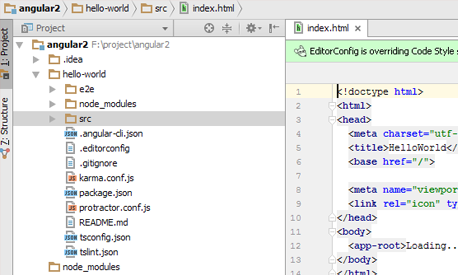 angular2 hello-world src index.html
Project
index.html
1: Project
Z: Structure
angular2 F:\project\angular2
.idea
hello-world
e2e
node_modules
src
.angular-cli.json
.editorconfig
.gitignore
karma.conf.js
package.json
protractor.conf.js
README.md
tsconfig.json
tslint.json
node_modules
EditorConfig is overriding Code Style s
1 <!doctype html>
2 <html>
3 <head>
4 <meta charset="utf-
5 <title>HelloWorld</
6 <base href="/">
7
8 <meta name="viewpor
9 <link rel="icon" ty
10 </head>
11 <body>
12 <app-root>Loading..
13 </body>
14 </html>